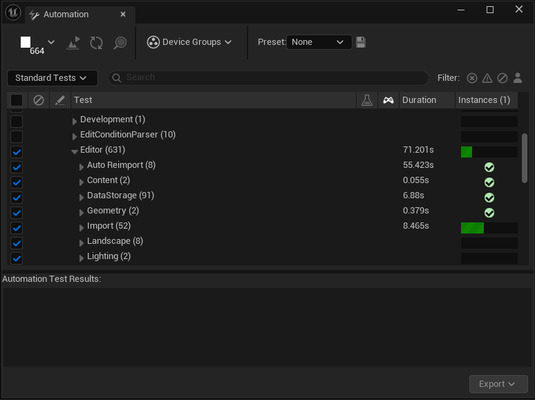 Automation
664
Device Groups
Preset: None
Standard Tests
Search
Filter:
Test Duration Instances (1)
Development (1)
EditConditionParser (10)
Editor (631) 71.201s
Auto Reimport (8) 55.423s
Content (2) 0.055s
DataStorage (91) 6.88s
Geometry (2) 0.379s
Import (52) 8.465s
Landscape (8)
Lighting (2)
Automation Test Results:
Export